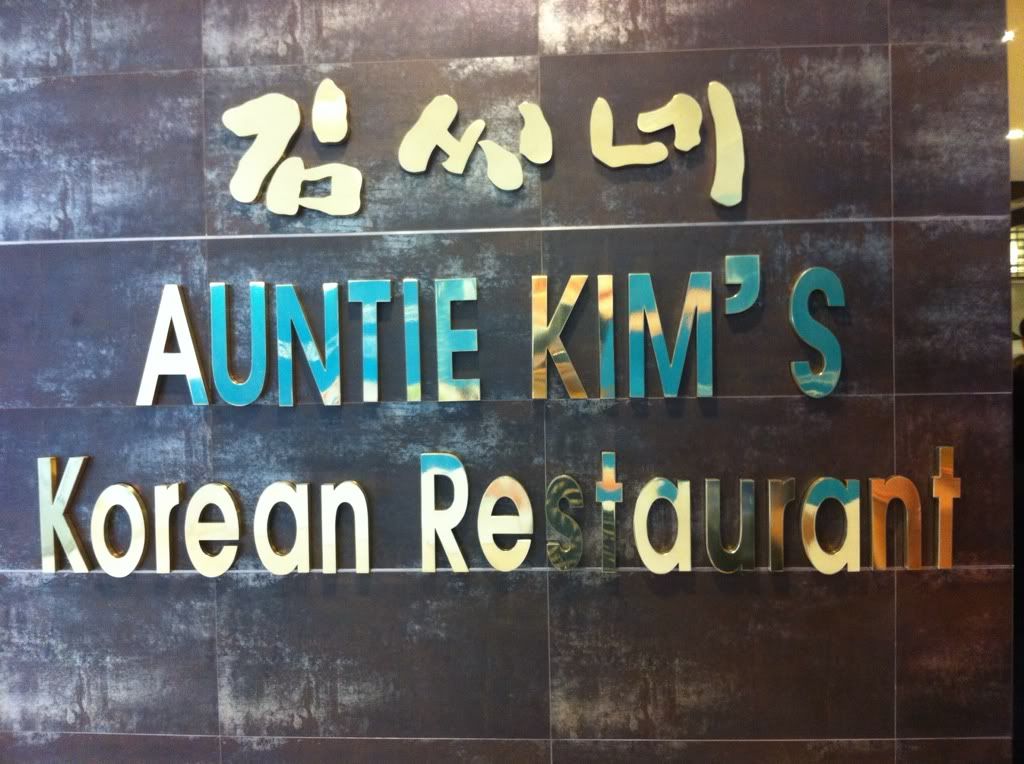 김씨네
AUNTIE KIM'S
Korean Restaurant